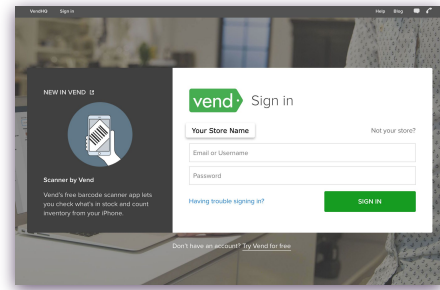 VendHQ Sign in Help Blog
NEW IN VEND
vend Sign in
Your Store Name Not your store?
Email or Username
Password
Scanner by Vend
Vend's free barcode scanner app lets
you check what's in stock and count
inventory from your iPhone.
Having trouble signing in? SIGN IN
Don't have an account? Try Vend for free